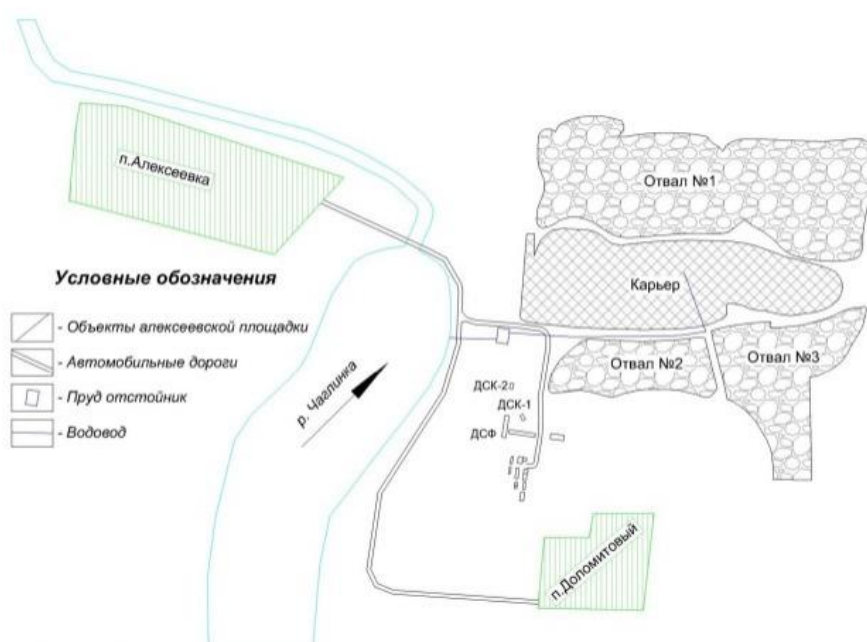 п.Алексеевка
Отвал №1
Карьер
Отвал №2
Отвал №3
Условные обозначения
- Объекты алексеевской площадки
- Автомобильные дороги
- Пруд отстойник
- Водовод
р. Чаглинка
ДСК-2
ДСК-1
ДСФ
п.Доломитовый